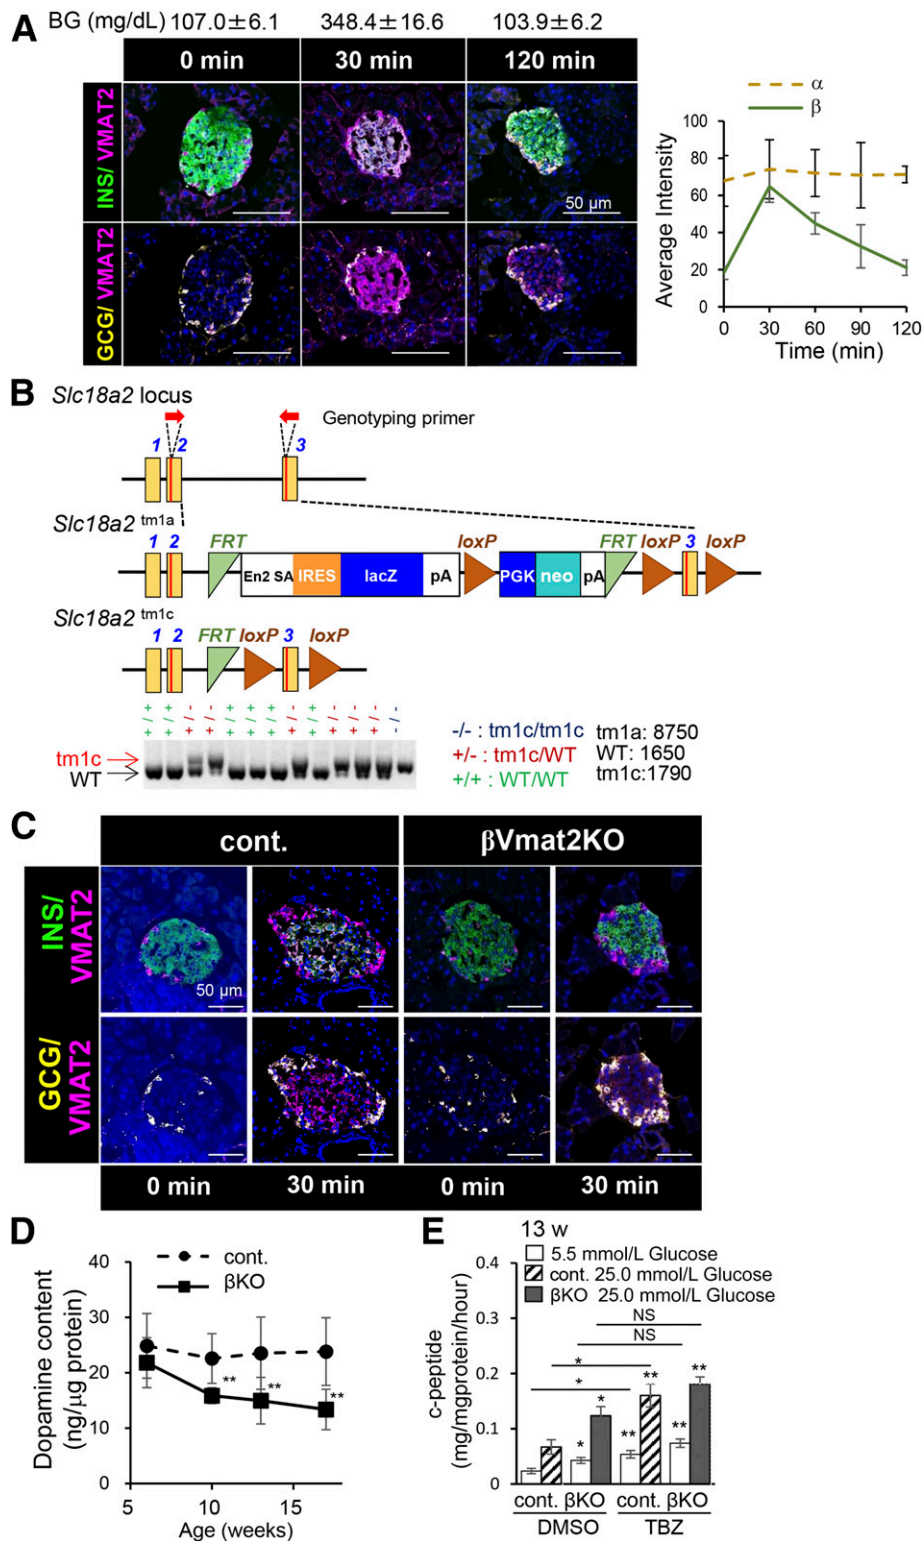 A
BG (mg/dL) 107.0±6.1 348.4±16.6 103.9±6.2
0 min 30 min 120 min
INS/ VMAT2
GCG/ VMAT2
50 µm
α
β
Average Intensity
100
80
60
40
20
0
0 30 60 90 120
Time (min)
B
Slc18a2 locus
Genotyping primer
1 2 3
Slc18a2 tm1a
1 2 FRT loxP FRT 3 loxP loxP
En2 SA IRES lacZ pA PGK neo pA
Slc18a2 tm1c
1 2 FRT loxP 3 loxP
+ + - - + + + - + - - - -
/ / / / / / / / / / / / /
+ + + + + + + + + + + + -
tm1c
WT
-/- : tm1c/tm1c
+/- : tm1c/WT
+/+ : WT/WT
tm1a: 8750
WT: 1650
tm1c:1790
C
cont. βVmat2KO
INS/
VMAT2
50 µm
GCG/
VMAT2
0 min 30 min 0 min 30 min
D
cont.
βKO
Dopamine content
(ng/µg protein)
40
30
20
10
0
** ** **
5 10 15
Age (weeks)
E
13 w
5.5 mmol/L Glucose
cont. 25.0 mmol/L Glucose
βKO 25.0 mmol/L Glucose
c-peptide
(mg/mgprotein/hour)
0.4
0.3
0.2
0.1
0
NS
NS
*
*
* * ** ** ** **
cont. βKO cont. βKO
DMSO TBZ